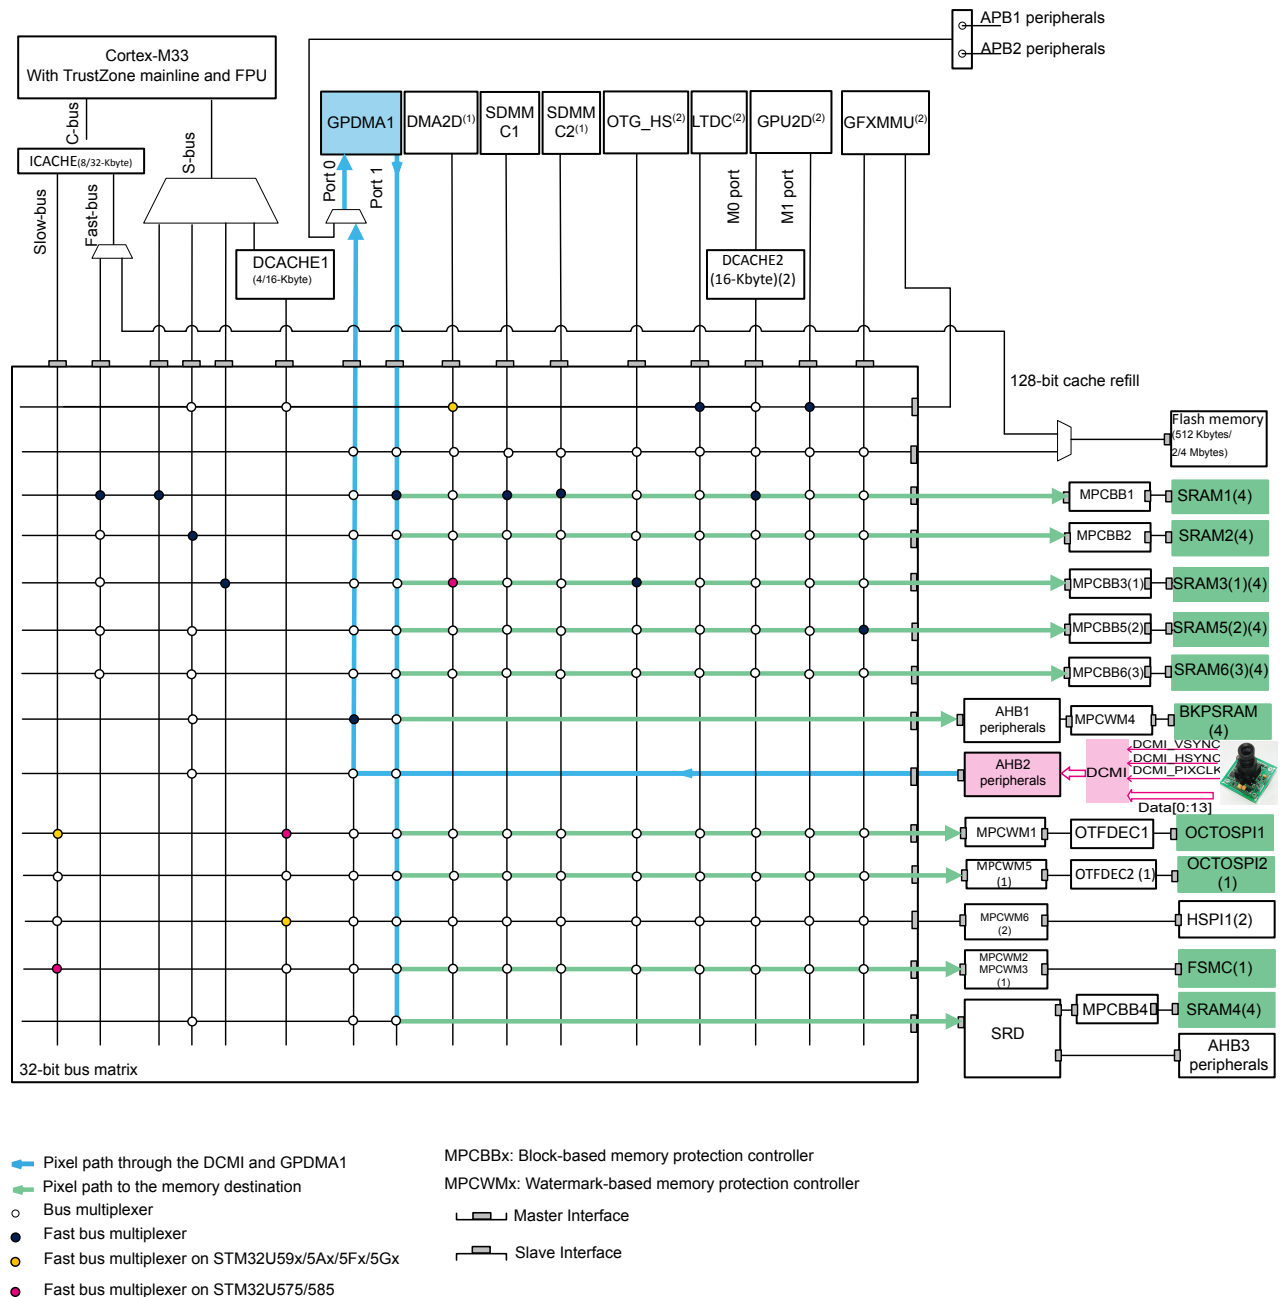 APB1 peripherals
APB2 peripherals
Cortex-M33
With TrustZone mainline and FPU
C-bus
S-bus
ICACHE(8/32-Kbyte)
Slow-bus
Fast-bus
DCACHE1
(4/16-Kbyte)
GPDMA1
Port 0
Port 1
DMA2D(1)
SDMM
C1
SDMM
C2(1)
OTG_HS(2)
LTDC(2)
GPU2D(2)
GFXMMU(2)
M0 port
M1 port
DCACHE2
(16-Kbyte)(2)
128-bit cache refill
Flash memory
(512 Kbytes/
2/4 Mbytes)
MPCBB1
SRAM1(4)
MPCBB2
SRAM2(4)
MPCBB3(1)
SRAM3(1)(4)
MPCBB5(2)
SRAM5(2)(4)
MPCBB6(3)
SRAM6(3)(4)
AHB1
peripherals
MPCWM4
BKPSRAM
(4)
AHB2
peripherals
DCMI
DCMI_VSYNC
DCMI_HSYNC
DCMI_PIXCLK
Data[0:13]
MPCWM1
OTFDEC1
OCTOSPI1
MPCWM5
(1)
OTFDEC2 (1)
OCTOSPI2
(1)
MPCWM6
(2)
HSPI1(2)
MPCWM2
MPCWM3
(1)
FSMC(1)
SRD
MPCBB4
SRAM4(4)
AHB3
peripherals
32-bit bus matrix
Pixel path through the DCMI and GPDMA1
Pixel path to the memory destination
Bus multiplexer
Fast bus multiplexer
Fast bus multiplexer on STM32U59x/5Ax/5Fx/5Gx
Fast bus multiplexer on STM32U575/585
MPCBBx: Block-based memory protection controller
MPCWMx: Watermark-based memory protection controller
Master Interface
Slave Interface